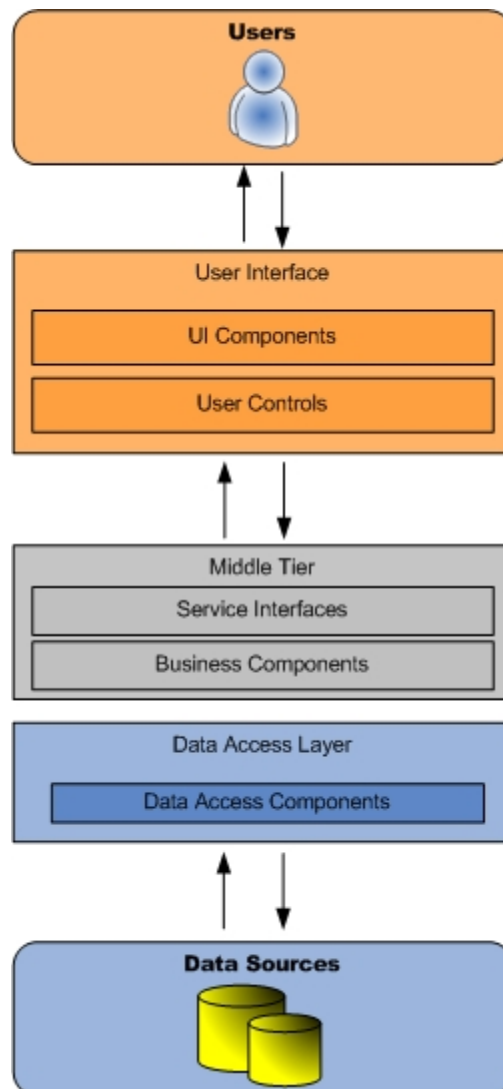 Users
User Interface
UI Components
User Controls
Middle Tier
Service Interfaces
Business Components
Data Access Layer
Data Access Components
Data Sources